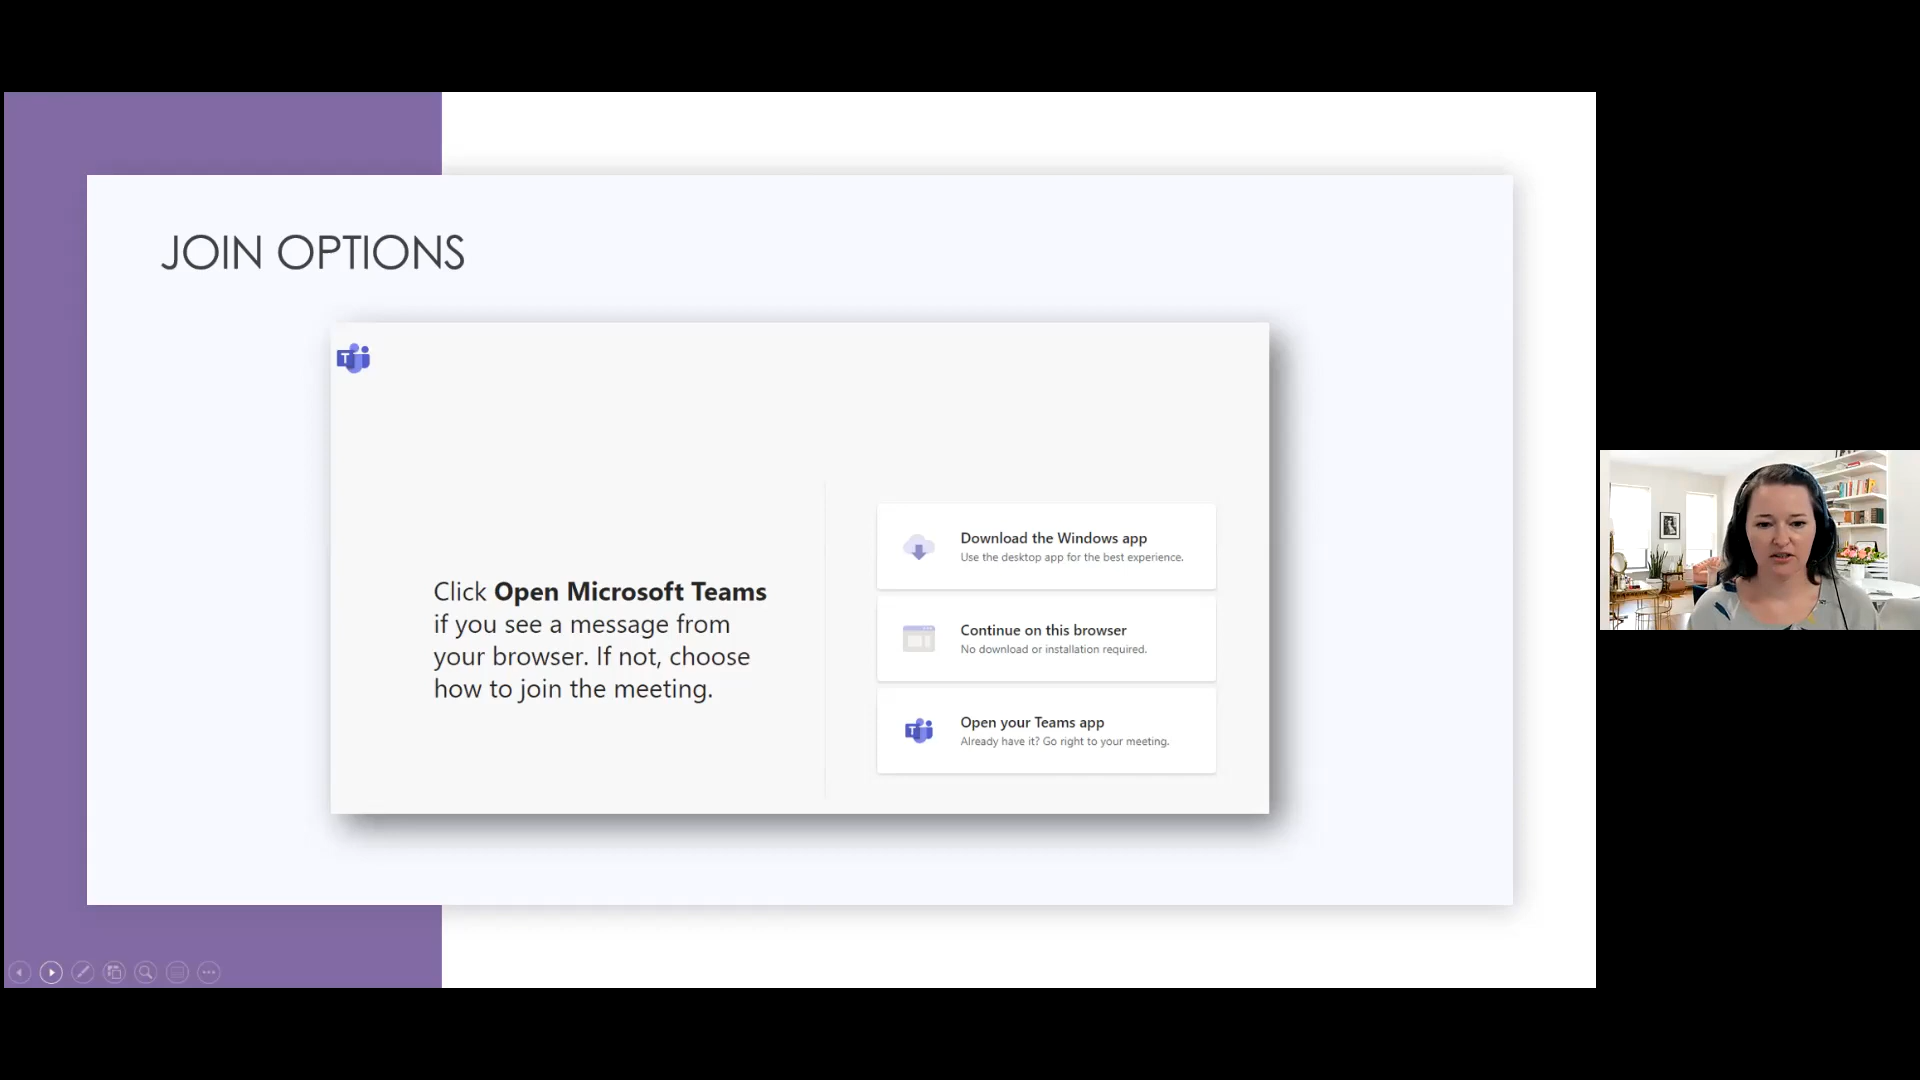 JOIN OPTIONS
Click Open Microsoft Teams
if you see a message from
your browser. If not, choose
how to join the meeting.
Download the Windows app
Use the desktop app for the best experience.
Continue on this browser
No download or installation required.
Open your Teams app
Already have it? Go right to your meeting.